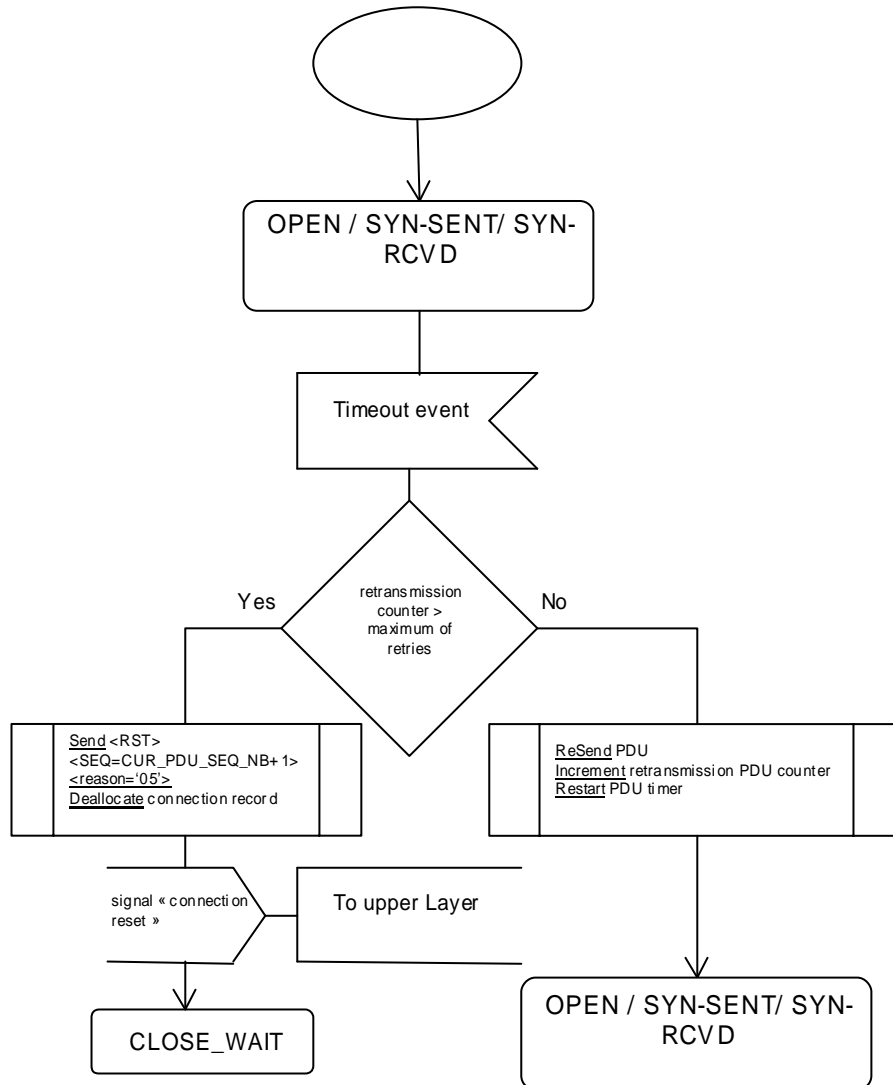 OPEN / SYN-SENT/ SYN-
RCVD
Timeout event
Yes
retransmission
counter >
maximum of
retries
No
Send <RST>
<SEQ=CUR_PDU_SEQ_NB+1>
<reason=‘05’>
Deallocate connection record
ReSend PDU
Increment retransmission PDU counter
Restart PDU timer
signal « connection
reset »
To upper Layer
CLOSE_WAIT
OPEN / SYN-SENT/ SYN-
RCVD